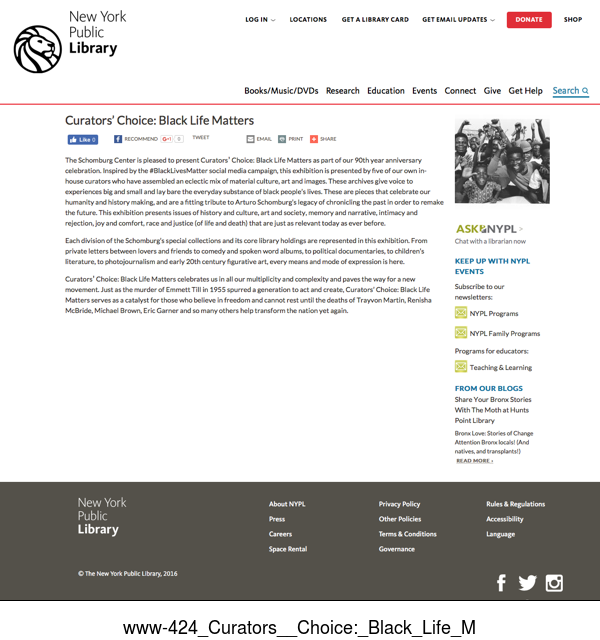 New York
Public
Library
LOG IN
LOCATIONS
GET A LIBRARY CARD
GET EMAIL UPDATES
DONATE
SHOP
Books/Music/DVDs
Research
Education
Events
Connect
Give
Get Help
Search
Curators' Choice: Black Life Matters
Like 0
RECOMMEND
G+1 0
TWEET
EMAIL
PRINT
SHARE
The Schomburg Center is pleased to present Curators' Choice: Black Life Matters as part of our 90th year anniversary
celebration. Inspired by the #BlackLivesMatter social media campaign, this exhibition is presented by five of our own in-
house curators who have assembled an eclectic mix of material culture, art and images. These archives give voice to
experiences big and small and lay bare the everyday substance of black people's lives. These are pieces that celebrate our
humanity and history making, and are a fitting tribute to Arturo Schomburg's legacy of chronicling the past in order to remake
the future. This exhibition presents issues of history and culture, art and society, memory and narrative, intimacy and
rejection, joy and comfort, race and justice (of life and death) that are just as relevant today as ever before.
Each division of the Schomburg's special collections and its core library holdings are represented in this exhibition. From
private letters between lovers and friends to comedy and spoken word albums, to political documentaries, to children's
literature, to photojournalism and early 20th century figurative art, every means and mode of expression is here.
Curators' Choice: Black Life Matters celebrates us in all our multiplicity and complexity and paves the way for a new
movement. Just as the murder of Emmett Till in 1955 spurred a generation to act and create, Curators' Choice: Black Life
Matters serves as a catalyst for those who believe in freedom and cannot rest until the deaths of Trayvon Martin, Renisha
McBride, Michael Brown, Eric Garner and so many others help transform the nation yet again.
ASK NYPL >
Chat with a librarian now
KEEP UP WITH NYPL
EVENTS
Subscribe to our
newsletters:
NYPL Programs
NYPL Family Programs
Programs for educators:
Teaching & Learning
FROM OUR BLOGS
Share Your Bronx Stories
With The Moth at Hunts
Point Library
Bronx Love: Stories of Change
Attention Bronx locals! (And
natives, and transplants!)
READ MORE ›
New York
Public
Library
About NYPL
Press
Careers
Space Rental
Privacy Policy
Other Policies
Terms & Conditions
Governance
Rules & Regulations
Accessibility
Language
© The New York Public Library, 2016
www-424_Curators__Choice:_Black_Life_M